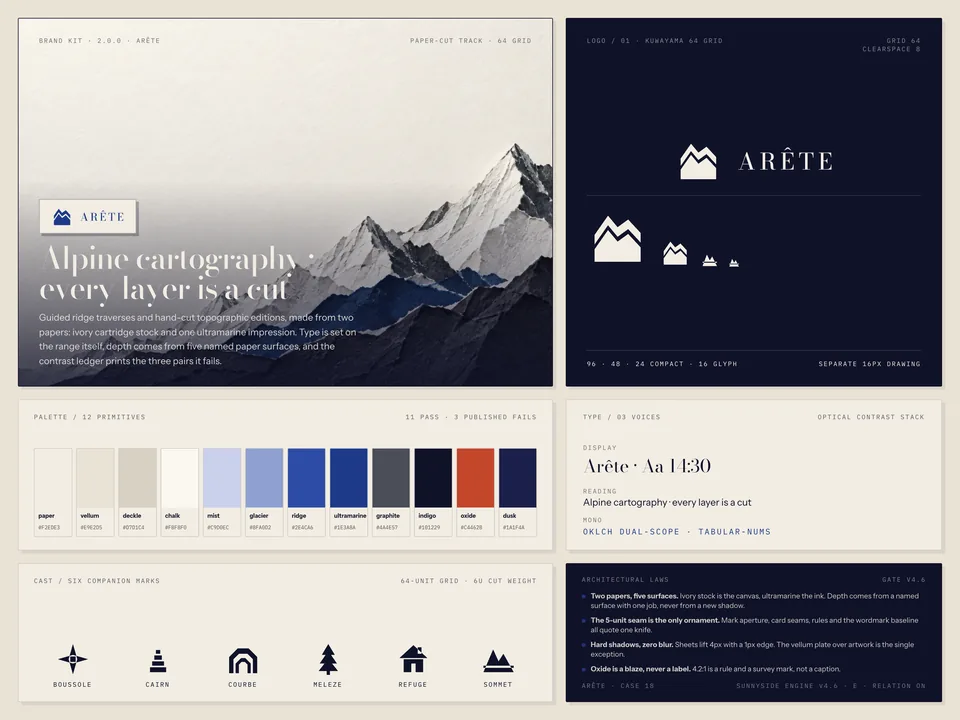 BRAND KIT · 2.0.0 · ARÊTE
PAPER-CUT TRACK · 64 GRID
ARÊTE
Alpine cartography ·
every layer is a cut
Guided ridge traverses and hand-cut topographic editions, made from two
papers: ivory cartridge stock and one ultramarine impression. Type is set on
the range itself, depth comes from five named paper surfaces, and the
contrast ledger prints the three pairs it fails.
LOGO / 01 · KUWAYAMA 64 GRID
GRID 64
CLEARSPACE 8
ARÊTE
96 · 48 · 24 COMPACT · 16 GLYPH
SEPARATE 16PX DRAWING
PALETTE / 12 PRIMITIVES
11 PASS · 3 PUBLISHED FAILS
paper
vellum
deckle
chalk
mist
glacier
ridge
ultramarine
graphite
indigo
oxide
dusk
#F2EDE3
#E9E2D5
#D7D1C4
#FBF8F0
#C9D0EC
#8FA0D2
#2E4CA6
#1E3A8A
#4A4E57
#101229
#C44628
#1A1F4A
TYPE / 03 VOICES
OPTICAL CONTRAST STACK
DISPLAY
Arête · Aa 14:30
READING
Alpine cartography · every layer is a cut
MONO
OKLCH DUAL-SCOPE · TABULAR-NUMS
CAST / SIX COMPANION MARKS
64-UNIT GRID · 6U CUT WEIGHT
BOUSSOLE
CAIRN
COURBE
MELEZE
REFUGE
SOMMET
ARCHITECTURAL LAWS
GATE V4.6
Two papers, five surfaces. Ivory stock is the canvas, ultramarine the ink. Depth comes from a named
surface with one job, never from a new shadow.
The 5-unit seam is the only ornament. Mark aperture, card seams, rules and the wordmark baseline
all quote one knife.
Hard shadows, zero blur. Sheets lift 4px with a 1px edge. The vellum plate over artwork is the single
exception.
Oxide is a blaze, never a label. 4.2:1 is a rule and a survey mark, not a caption.
ARÊTE · CASE 18
SUNNYSIDE ENGINE V4.6 · E · RELATION ON